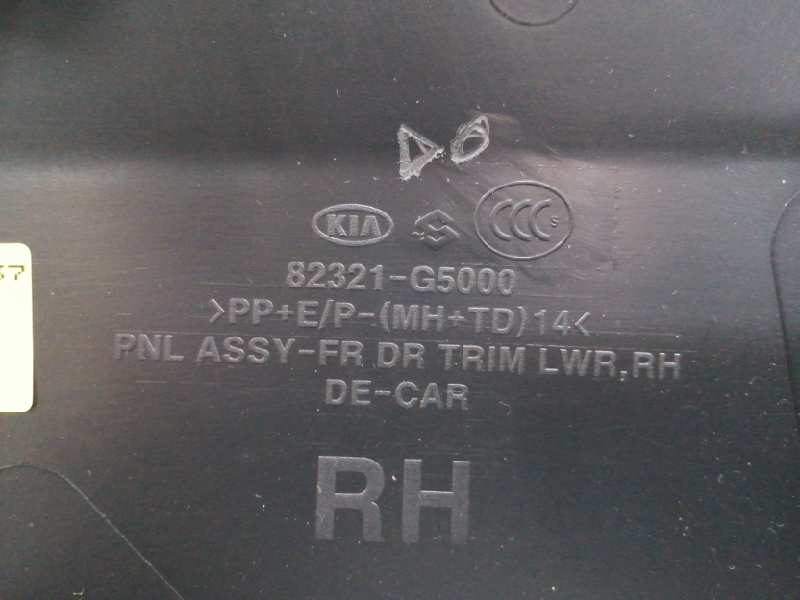 KIA CCC S
82321-G5000
>PP+E/P-(MH+TD)14<
PNL ASSY-FR DR TRIM LWR,RH
DE-CAR
RH